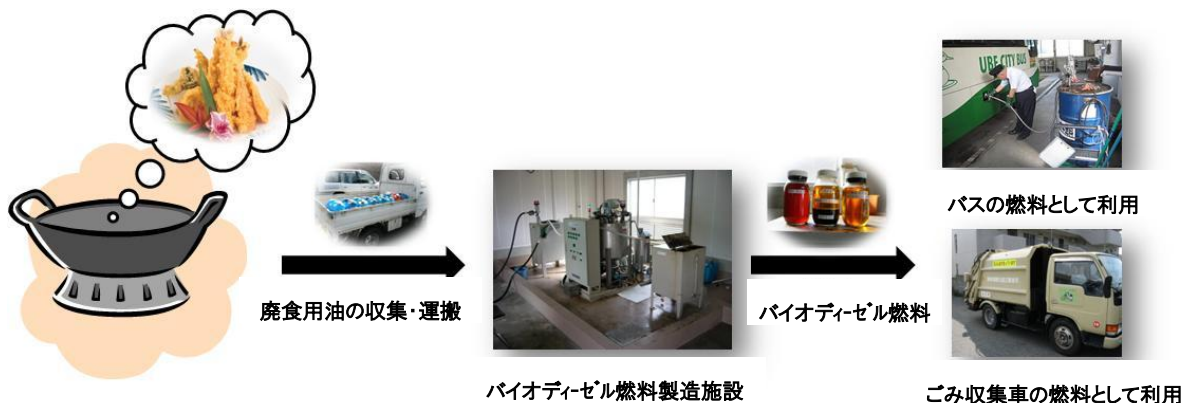 UBE CITY BUS
バスの燃料として利用
廃食用油の収集・運搬
バイオディーゼル燃料
バイオディーゼル燃料製造施設
ごみ収集車の燃料として利用